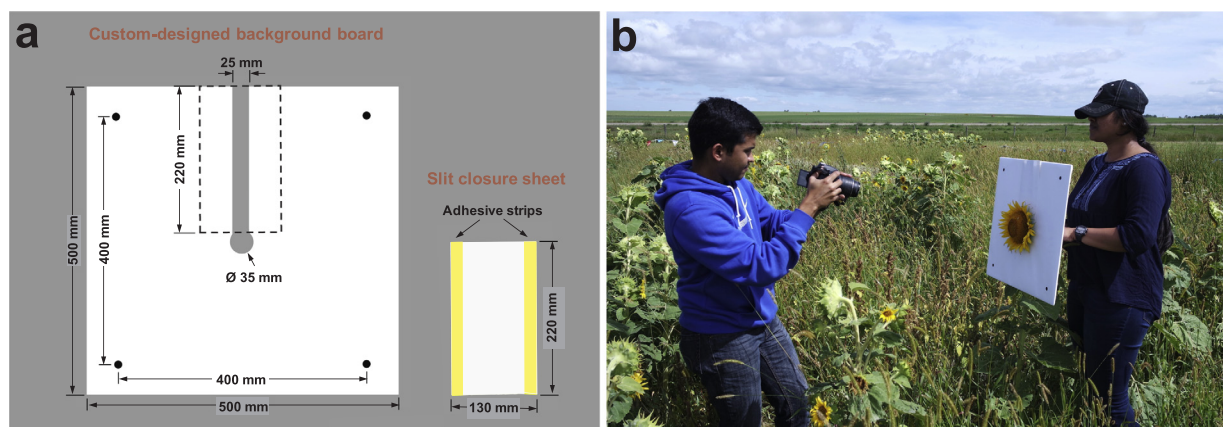 a
Custom-designed background board
25 mm
220 mm
500 mm
400 mm
Ø 35 mm
400 mm
500 mm
Slit closure sheet
Adhesive strips
220 mm
130 mm
b